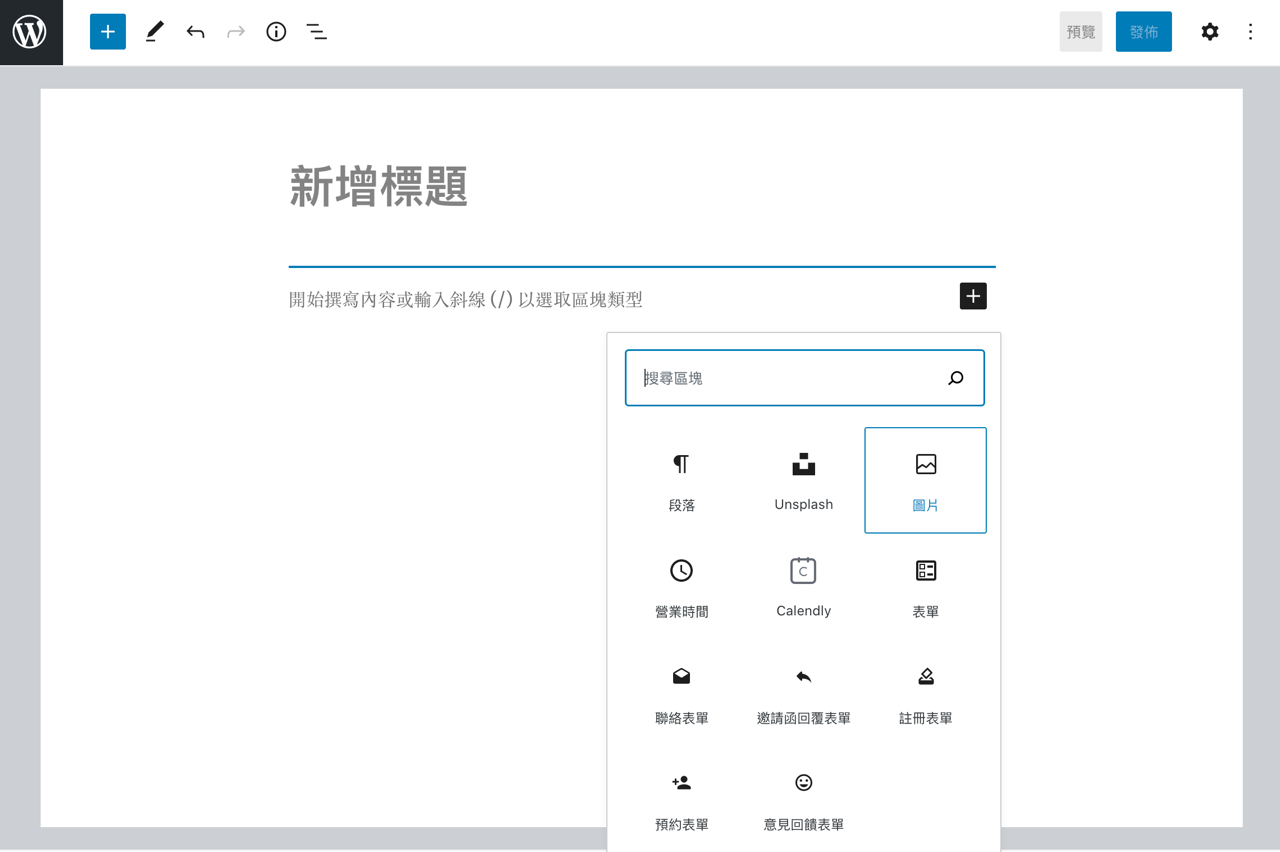 預覽
發佈
新增標題
開始撰寫內容或輸入斜線 (/) 以選取區塊類型
搜尋區塊
段落
Unsplash
圖片
營業時間
C
Calendly
表單
聯絡表單
邀請函回覆表單
註冊表單
預約表單
意見回饋表單